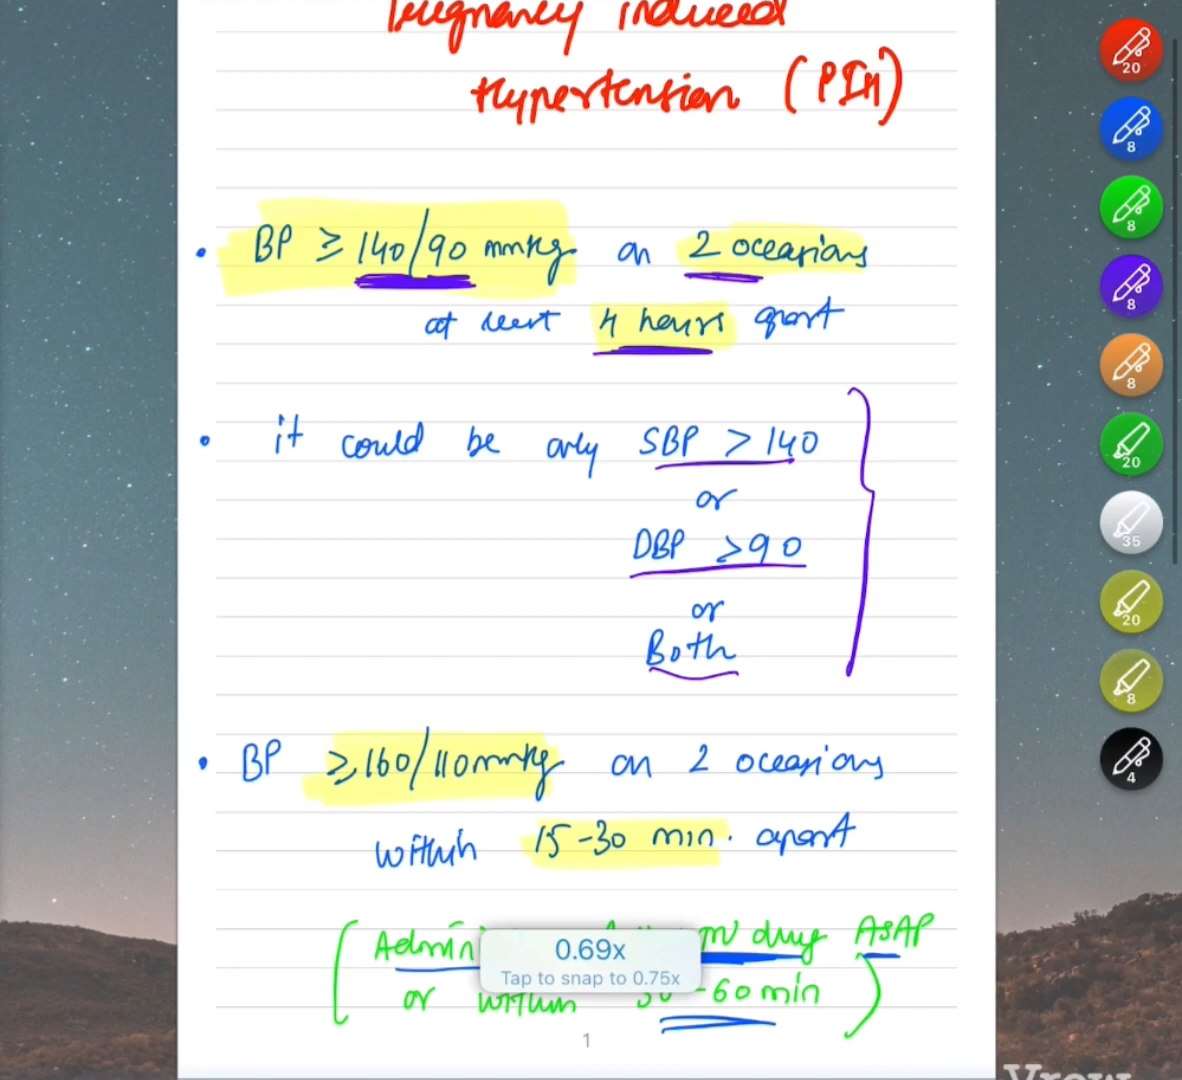 Pregnancy induced
Hypertension (PIH)
• BP ≥ 140/90 mmHg on 2 occasions
at least 4 hours apart
• it could be only SBP > 140
or
DBP ≥90
or
Both
• BP ≥160/110mmHg on 2 occasions
within 15-30 min. apart
drug ASAP
or within -60 min
0.69x
Tap to snap to 0.75x
1
20
8
8
8
8
20
35
20
8
4